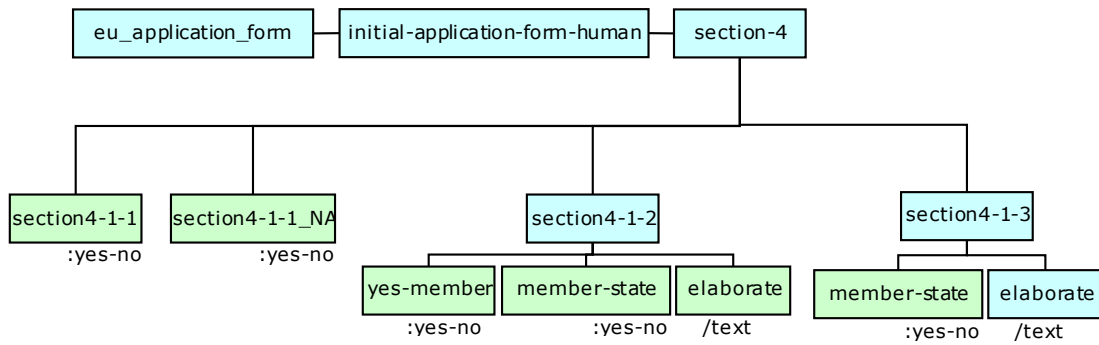 eu_application_form
initial-application-form-human
section-4
section4-1-1
:yes-no
section4-1-1_NA
:yes-no
section4-1-2
section4-1-3
yes-member
:yes-no
member-state
:yes-no
elaborate
/text
member-state
:yes-no
elaborate
/text